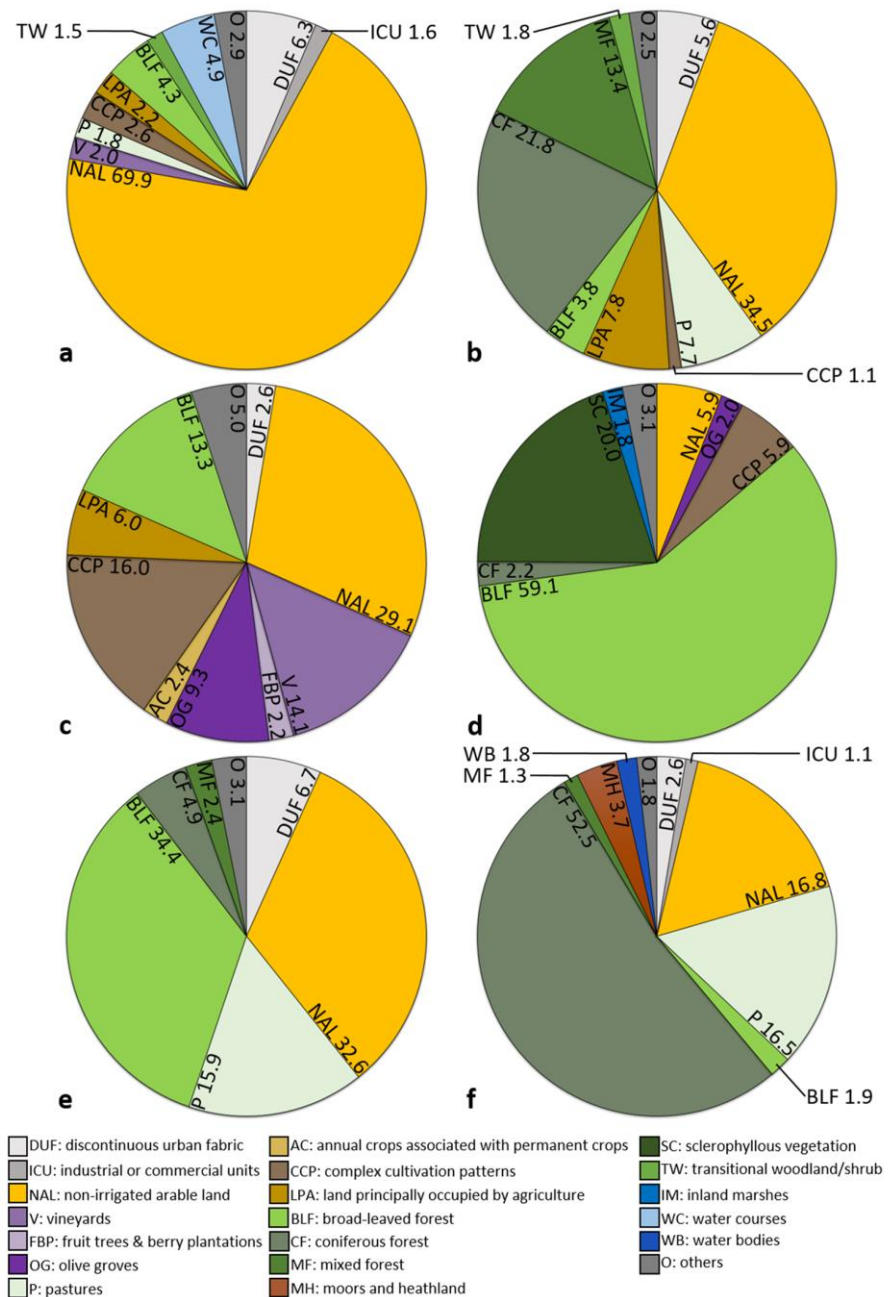 TW 1.5
O 2.9
WC 4.9
BLF 4.3
LPA 2.2
CCP 2.6
P 1.8
V 2.0
NAL 69.9
DUF 6.3
ICU 1.6
a
TW 1.8
O 2.5
MF 13.4
DUF 5.6
CF 21.8
NAL 34.5
BLF 3.8
LPA 7.8
P 7.7
CCP 1.1
b
O 5.0
DUF 2.6
BLF 13.3
LPA 6.0
CCP 16.0
NAL 29.1
AC 2.4
OG 9.3
FBP 2.2
V 14.1
c
O 3.1
IM 1.8
SC 20.0
NAL 5.9
OG 2.0
CCP 5.9
CF 2.2
BLF 59.1
d
O 3.1
MF 2.4
CF 4.9
BLF 34.4
DUF 6.7
NAL 32.6
P 15.9
e
WB 1.8
MF 1.3
O 1.8
MH 3.7
CF 52.5
DUF 2.6
ICU 1.1
NAL 16.8
P 16.5
BLF 1.9
f
DUF: discontinuous urban fabric
ICU: industrial or commercial units
NAL: non-irrigated arable land
V: vineyards
FBP: fruit trees & berry plantations
OG: olive groves
P: pastures
AC: annual crops associated with permanent crops
CCP: complex cultivation patterns
LPA: land principally occupied by agriculture
BLF: broad-leaved forest
CF: coniferous forest
MF: mixed forest
MH: moors and heathland
SC: sclerophyllous vegetation
TW: transitional woodland/shrub
IM: inland marshes
WC: water courses
WB: water bodies
O: others